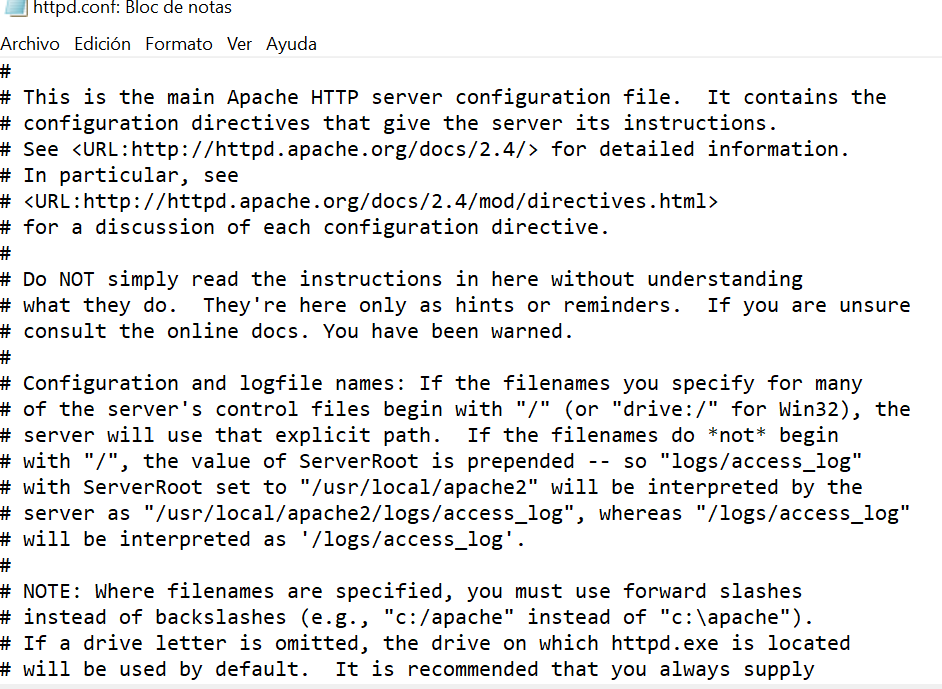 httpd.conf: Bloc de notas
Archivo Edición Formato Ver Ayuda
#
# This is the main Apache HTTP server configuration file.  It contains the
# configuration directives that give the server its instructions.
# See <URL:http://httpd.apache.org/docs/2.4/> for detailed information.
# In particular, see
# <URL:http://httpd.apache.org/docs/2.4/mod/directives.html>
# for a discussion of each configuration directive.
#
# Do NOT simply read the instructions in here without understanding
# what they do.  They're here only as hints or reminders.  If you are unsure
# consult the online docs. You have been warned.
#
# Configuration and logfile names: If the filenames you specify for many
# of the server's control files begin with "/" (or "drive:/" for Win32), the
# server will use that explicit path.  If the filenames do *not* begin
# with "/", the value of ServerRoot is prepended -- so "logs/access_log"
# with ServerRoot set to "/usr/local/apache2" will be interpreted by the
# server as "/usr/local/apache2/logs/access_log", whereas "/logs/access_log"
# will be interpreted as '/logs/access_log'.
#
# NOTE: Where filenames are specified, you must use forward slashes
# instead of backslashes (e.g., "c:/apache" instead of "c:\apache").
# If a drive letter is omitted, the drive on which httpd.exe is located
# will be used by default.  It is recommended that you always supply